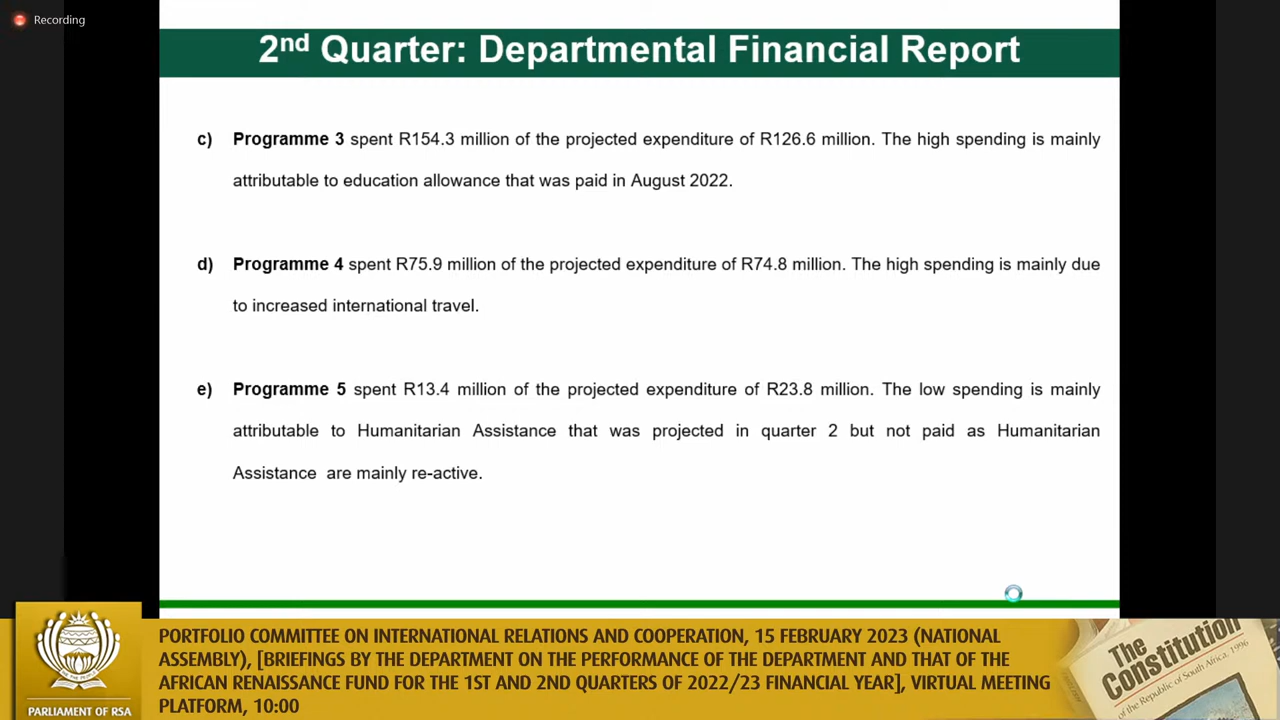 Recording
2nd Quarter: Departmental Financial Report
c) Programme 3 spent R154.3 million of the projected expenditure of R126.6 million. The high spending is mainly
attributable to education allowance that was paid in August 2022.
d) Programme 4 spent R75.9 million of the projected expenditure of R74.8 million. The high spending is mainly due
to increased international travel.
e) Programme 5 spent R13.4 million of the projected expenditure of R23.8 million. The low spending is mainly
attributable to Humanitarian Assistance that was projected in quarter 2 but not paid as Humanitarian
Assistance are mainly re-active.
PORTFOLIO COMMITTEE ON INTERNATIONAL RELATIONS AND COOPERATION, 15 FEBRUARY 2023 (NATIONAL
ASSEMBLY), [BRIEFINGS BY THE DEPARTMENT ON THE PERFORMANCE OF THE DEPARTMENT AND THAT OF THE
AFRICAN RENAISSANCE FUND FOR THE 1ST AND 2ND QUARTERS OF 2022/23 FINANCIAL YEAR], VIRTUAL MEETING
PLATFORM, 10:00
PARLIAMENT OF RSA
The
Constitution
of the Republic of South Africa, 1996